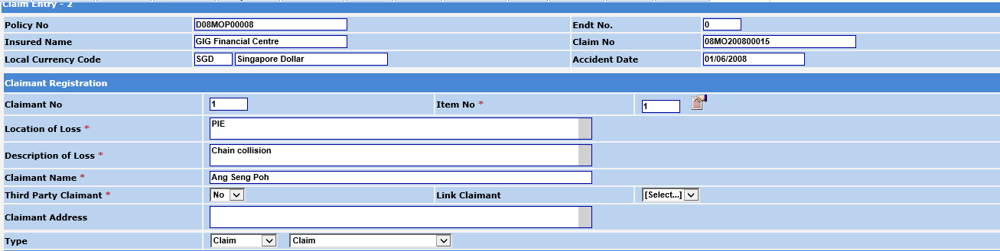 Claim Entry - 2
Policy No D08MOP00008 Endt No. 0
Insured Name GIG Financial Centre Claim No 08MO200800015
Local Currency Code SGD Singapore Dollar Accident Date 01/06/2008
Claimant Registration
Claimant No 1 Item No * 1
Location of Loss * PIE
Description of Loss * Chain collision
Claimant Name * Ang Seng Poh
Third Party Claimant * No Link Claimant [Select...]
Claimant Address
Type Claim Claim